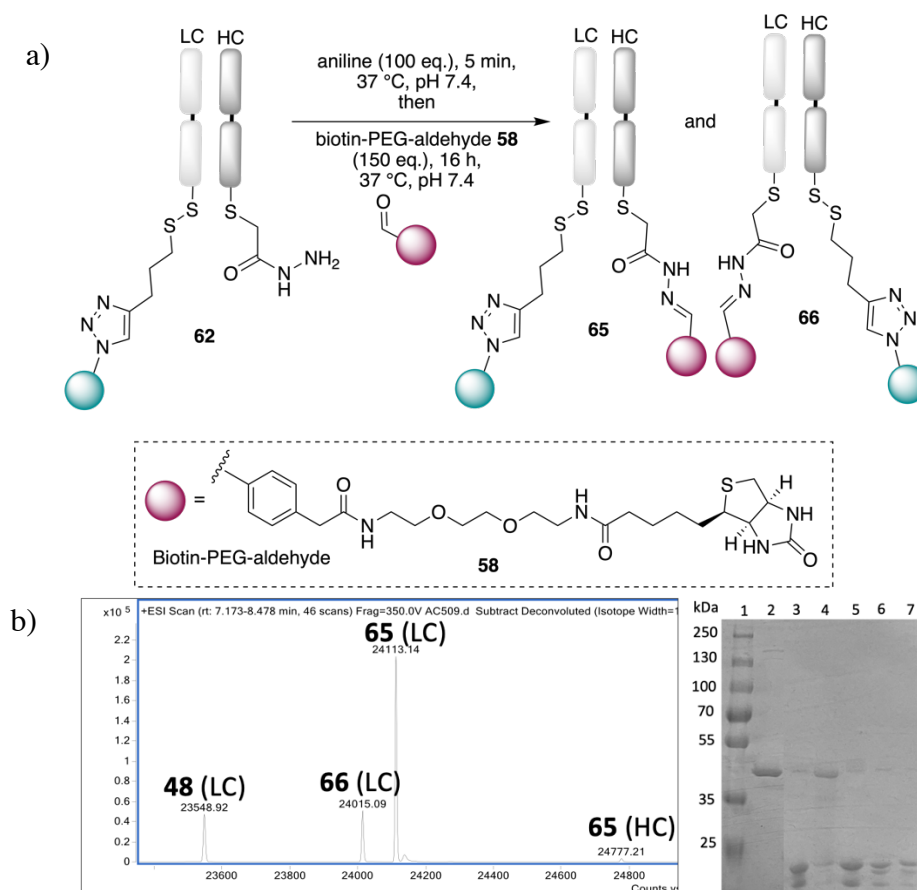 a)
LC HC
aniline (100 eq.), 5 min,
37 °C, pH 7.4,
then
biotin-PEG-aldehyde 58
(150 eq.), 16 h,
37 °C, pH 7.4
O
LC HC
and
LC HC
S
S
S
O
N
H
NH2
N
N
N
62
S
S
S
O
NH
N
N
N
N
65
S
O
HN
N
S
S
N
N
N
66
=
O
N
H
O
O
H
N
O
S
H
H
NH
HN
O
Biotin-PEG-aldehyde
58
b)
x10 5
+ESI Scan (rt: 7.173-8.478 min, 46 scans) Frag=350.0V AC509.d Subtract Deconvoluted (Isotope Width=1
2.2
2
1.8
1.6
1.4
1.2
1
0.8
0.6
0.4
0.2
0
65 (LC)
24113.14
48 (LC)
23548.92
66 (LC)
24015.09
65 (HC)
24777.21
23600 23800 24000 24200 24400 24600 24800
kDa 1 2 3 4 5 6 7
250
130
100
70
55
35
25